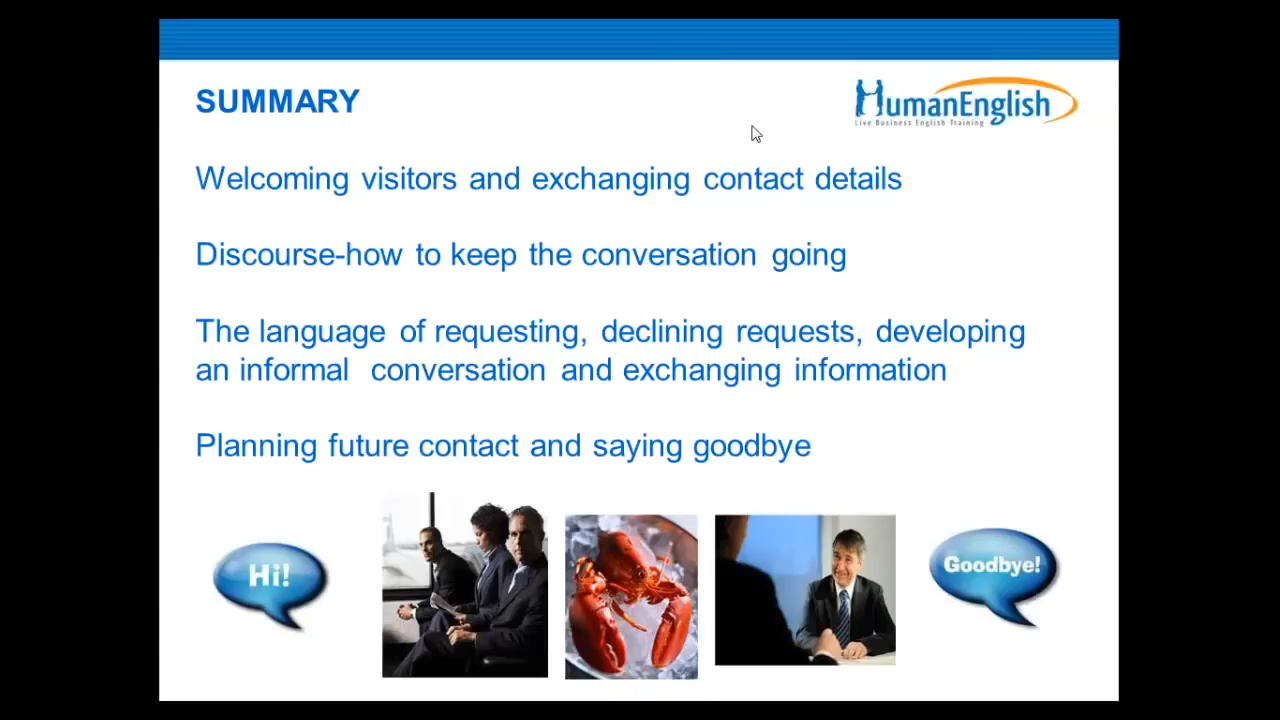 SUMMARY
HumanEnglish
Live Business English Training
Welcoming visitors and exchanging contact details
Discourse-how to keep the conversation going
The language of requesting, declining requests, developing
an informal conversation and exchanging information
Planning future contact and saying goodbye
Hi!
Goodbye!